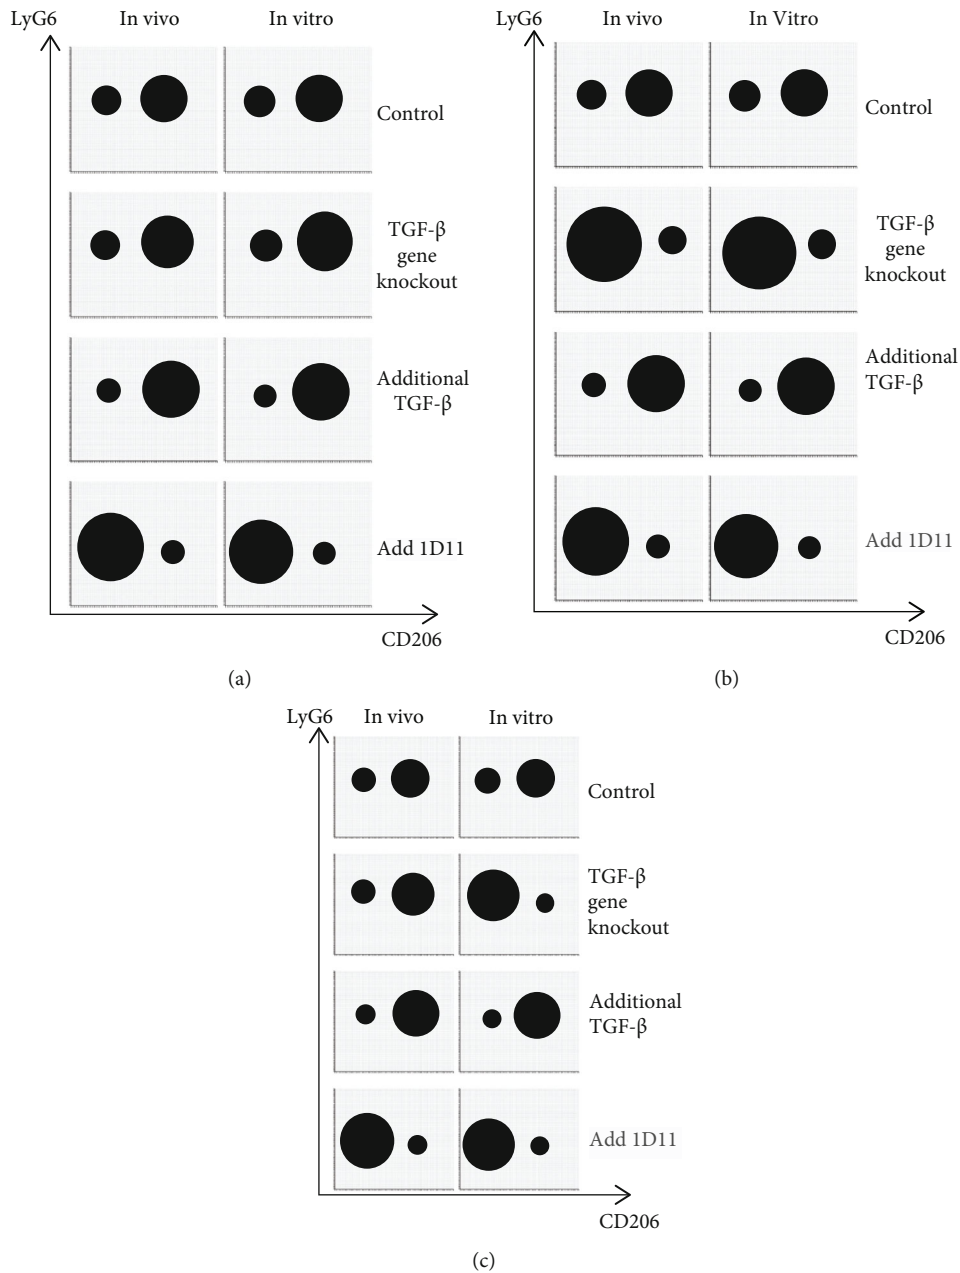 LyG6 In vivo In vitro
Control
TGF-β
gene
knockout
Additional
TGF-β
Add 1D11
CD206
(a)
LyG6 In vivo In Vitro
Control
TGF-β
gene
knockout
Additional
TGF-β
Add 1D11
CD206
(b)
LyG6 In vivo In vitro
Control
TGF-β
gene
knockout
Additional
TGF-β
Add 1D11
CD206
(c)